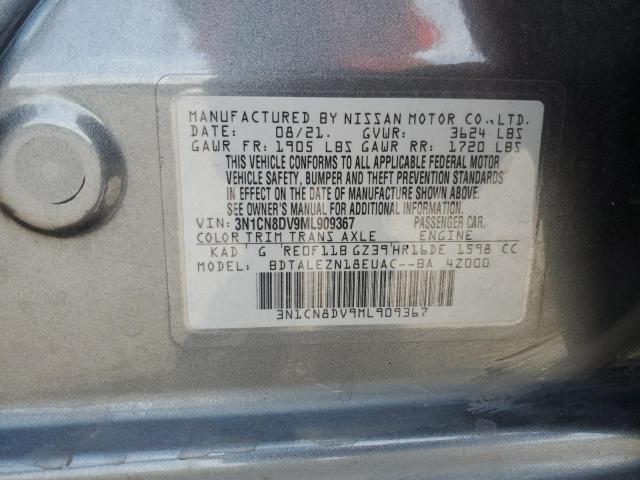 MANUFACTURED BY NISSAN MOTOR CO.,LTD.
DATE: 08/21. GVWR: 3624 LBS
GAWR FR: 1905 LBS GAWR RR: 1720 LBS
THIS VEHICLE CONFORMS TO ALL APPLICABLE FEDERAL MOTOR
VEHICLE SAFETY, BUMPER AND THEFT PREVENTION STANDARDS
IN EFFECT ON THE DATE OF MANUFACTURE SHOWN ABOVE.
SEE OWNER'S MANUAL FOR ADDITIONAL INFORMATION.
VIN: 3N1CN8DV9ML909367 PASSENGER CAR.
COLOR TRIM TRANS AXLE ENGINE
KAD G RE0F11B GZ39 HR16DE 1598 CC
MODEL: BDTALEZN18EUAC--BA 4Z000
3N1CN8DV9ML909367